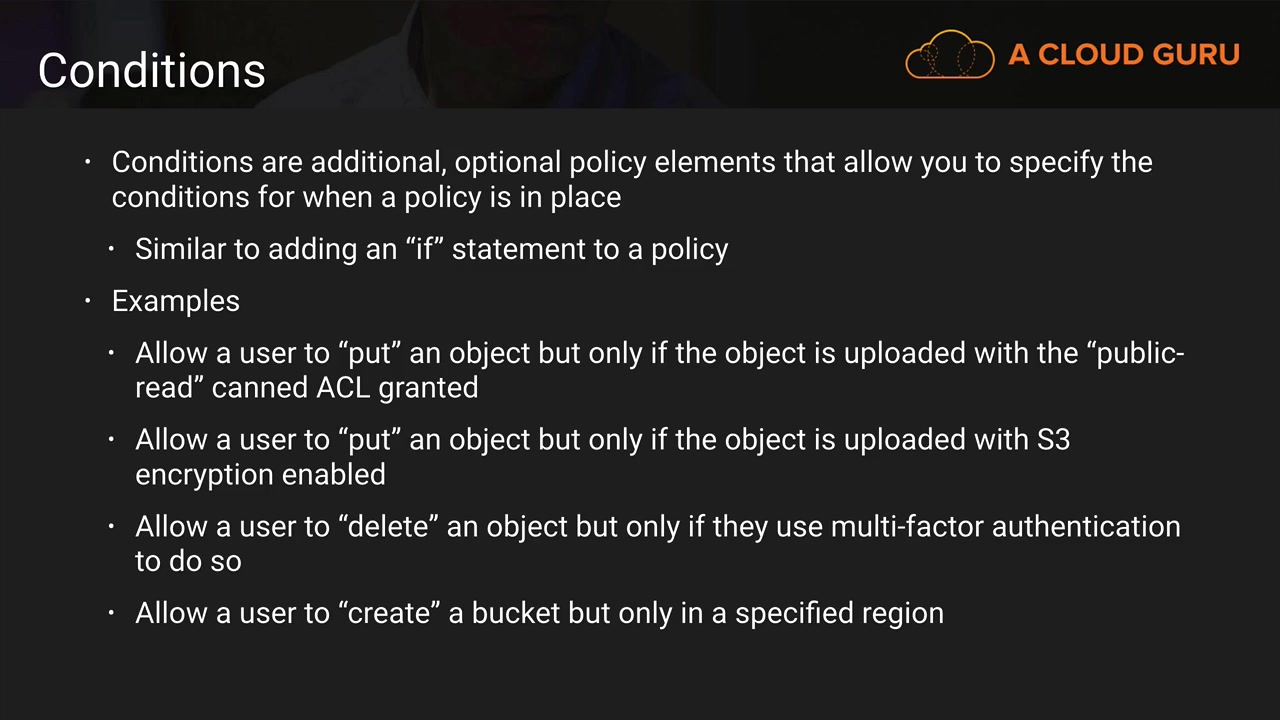 Conditions
A CLOUD GURU
· Conditions are additional, optional policy elements that allow you to specify the
conditions for when a policy is in place
· Similar to adding an “if” statement to a policy
· Examples
· Allow a user to “put” an object but only if the object is uploaded with the “public-
read” canned ACL granted
· Allow a user to “put” an object but only if the object is uploaded with S3
encryption enabled
· Allow a user to “delete” an object but only if they use multi-factor authentication
to do so
· Allow a user to “create” a bucket but only in a specified region